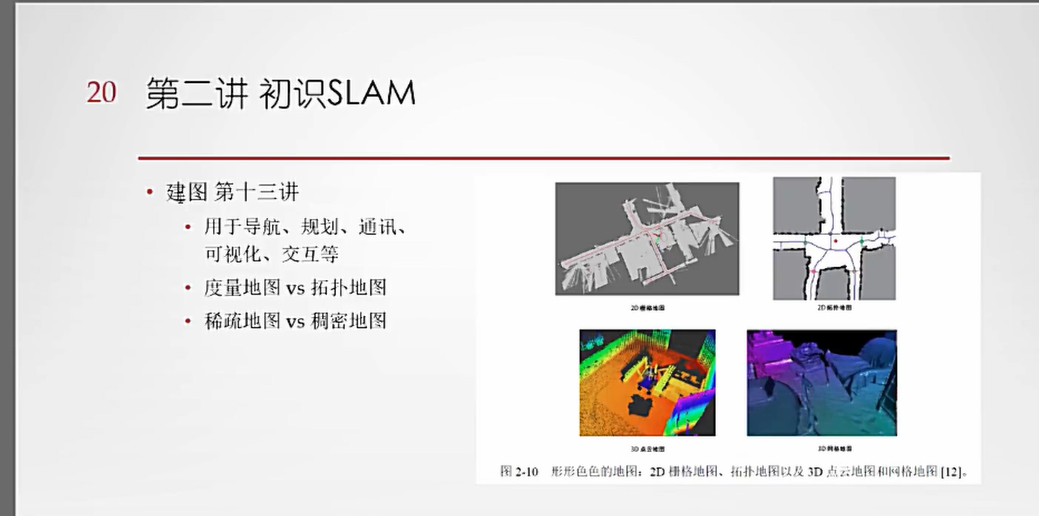 20 第二讲 初识SLAM
• 建图 第十三讲
• 用于导航、规划、通讯、
可视化、交互等
• 度量地图 vs 拓扑地图
• 稀疏地图 vs 稠密地图
2D 栅格地图
2D 拓扑地图
3D 点云地图
3D 网格地图
图 2-10 形形色色的地图：2D 栅格地图、拓扑地图以及 3D 点云地图和网格地图 [12]。